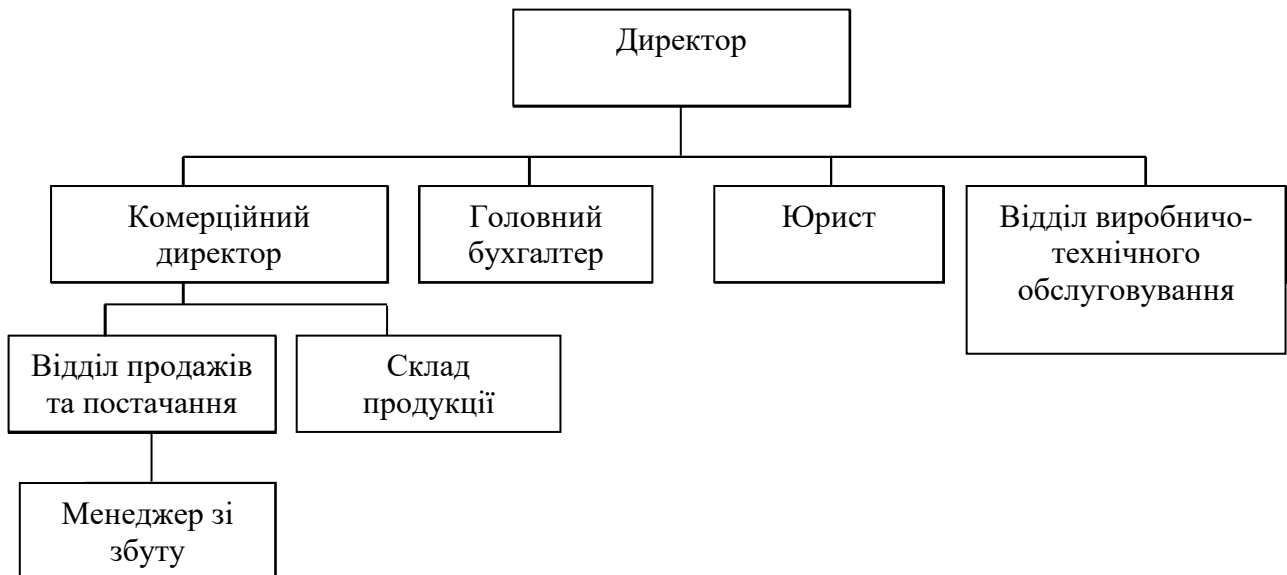 Директор
Комерційний
директор
Головний
бухгалтер
Юрист
Відділ виробничо-
технічного
обслуговування
Відділ продажів
та постачання
Склад
продукції
Менеджер зі
збуту